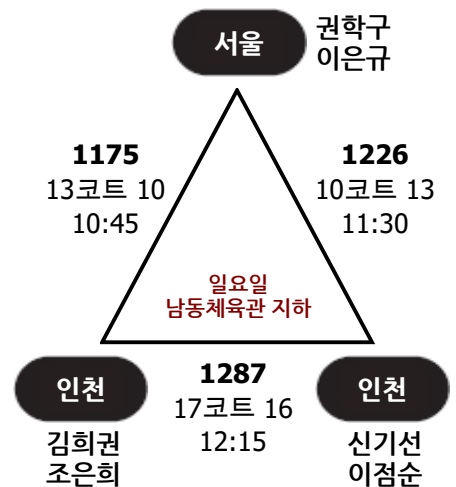 서울
권학구
이은규
1175
13코트 10
10:45
1226
10코트 13
11:30
일요일
남동체육관 지하
인천
김희권
조은희
1287
17코트 16
12:15
인천
신기선
이점순